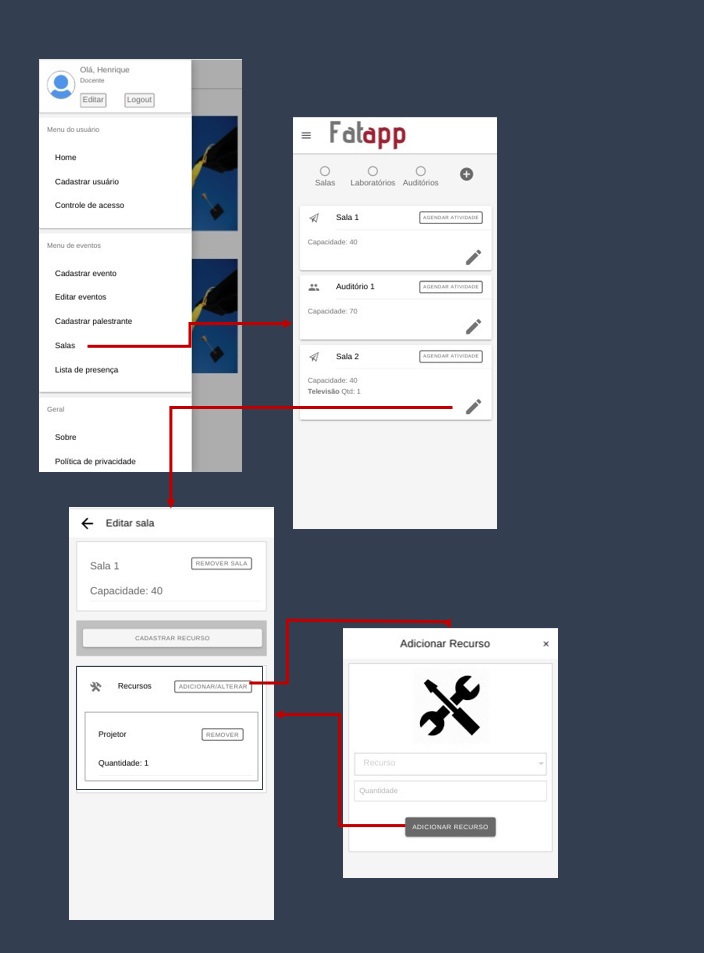 Olá, Henrique
Docente
Editar Logout
Menu do usuário
Home
Cadastrar usuário
Controle de acesso
Menu de eventos
Cadastrar evento
Editar eventos
Cadastrar palestrante
Salas
Lista de presença
Geral
Sobre
Política de privacidade
Fatapp
Salas Laboratórios Auditórios
Sala 1 AGENDAR ATIVIDADE
Capacidade: 40
Auditório 1 AGENDAR ATIVIDADE
Capacidade: 70
Sala 2 AGENDAR ATIVIDADE
Capacidade: 40
Televisão Qtd: 1
Editar sala
Sala 1 REMOVER SALA
Capacidade: 40
CADASTRAR RECURSO
Recursos ADICIONAR/ALTERAR
Projetor REMOVER
Quantidade: 1
Adicionar Recurso ×
Recurso
Quantidade
ADICIONAR RECURSO